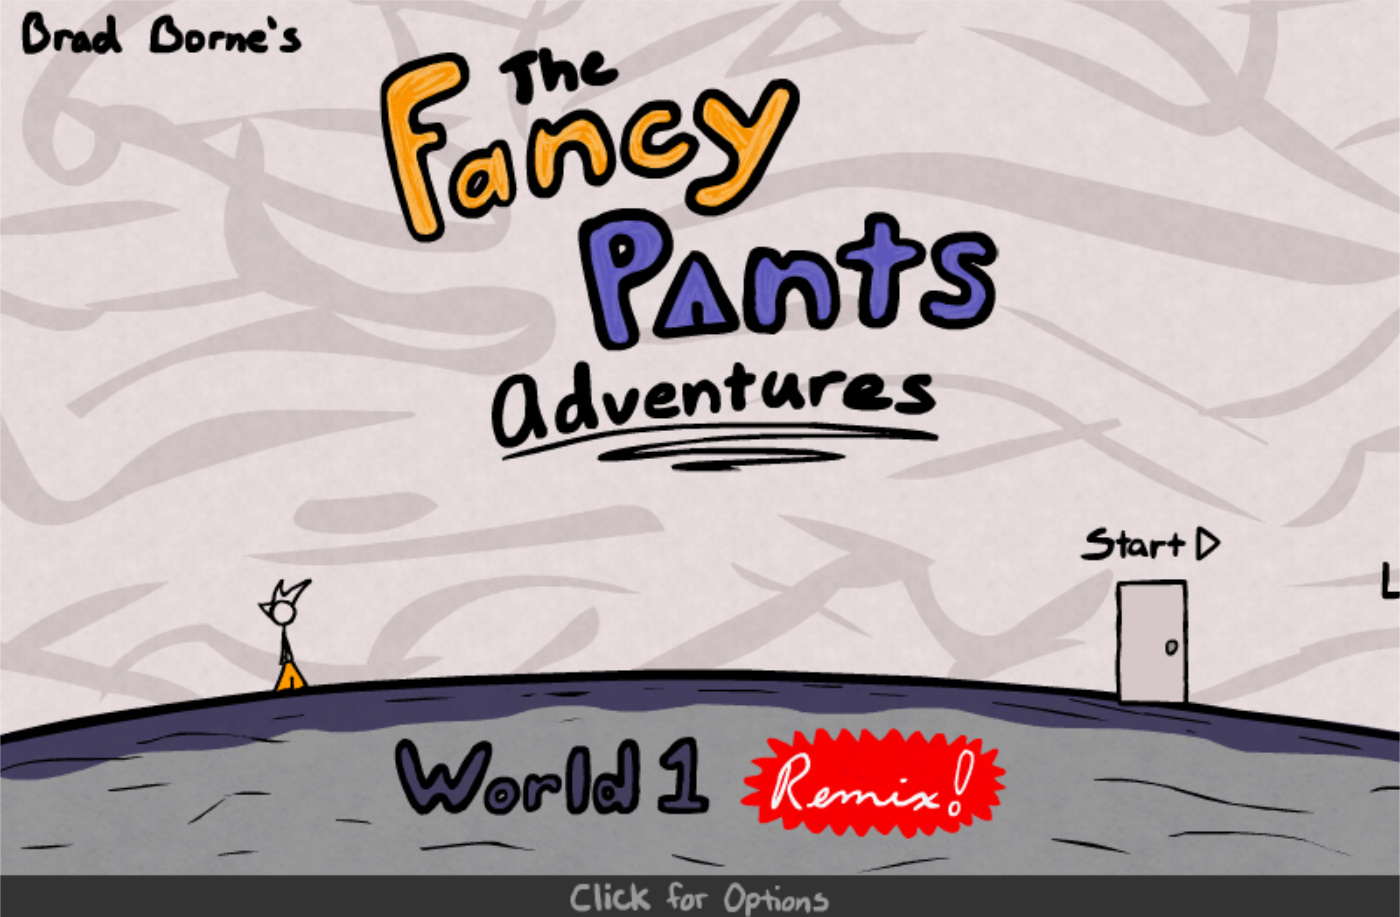 Brad Borne's
The
Fancy
Pants
adventures
Start
L
World 1
Remix!
Click for Options